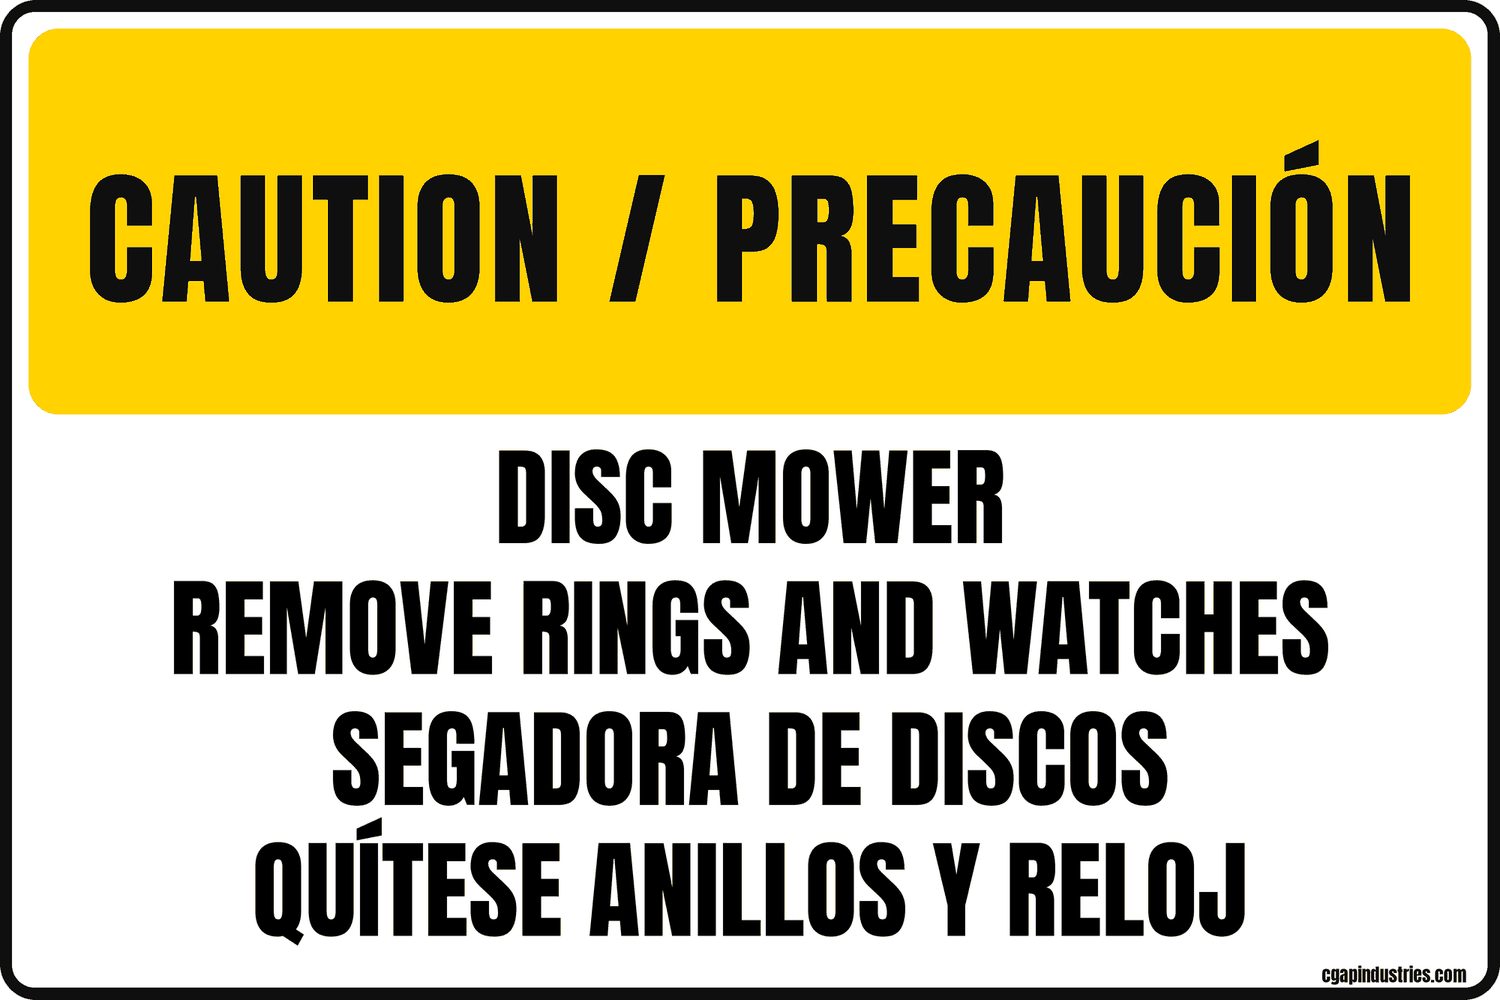 CAUTION / PRECAUCIÓN
DISC MOWER
REMOVE RINGS AND WATCHES
SEGADORA DE DISCOS
QUÍTESE ANILLOS Y RELOJ
cgapindustries.com